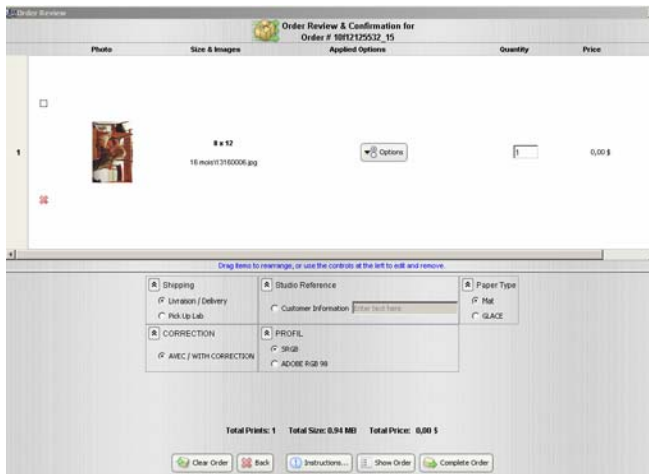 Order Review
Order Review & Confirmation for
Order # 10f12125532_15
Photo Size & Images Applied Options Quantity Price
1 8 x 12 Options 1 0,00 $
16 mois\13160006.jpg
Drag items to rearrange, or use the controls at the left to edit and remove.
Shipping Studio Reference Paper Type
Livraison / Delivery Customer Information Enter text here Mat
Pick Up Lab GLACE
CORRECTION PROFIL
AVEC / WITH CORRECTION SRGB
ADOBE RGB 98
Total Prints: 1 Total Size: 0.94 MB Total Price: 0,00 $
Clear Order Back Instructions... Show Order Complete Order